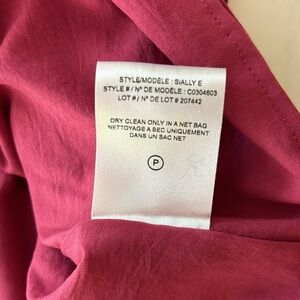 STYLE/MODÈLE : SIALLY E
STYLE # / N° DE MODÈLE : C0304603
LOT # / N° DE LOT # 207442
DRY CLEAN ONLY IN A NET BAG
NETTOYAGE A SEC UNIQUEMENT
DANS UN SAC NET
P